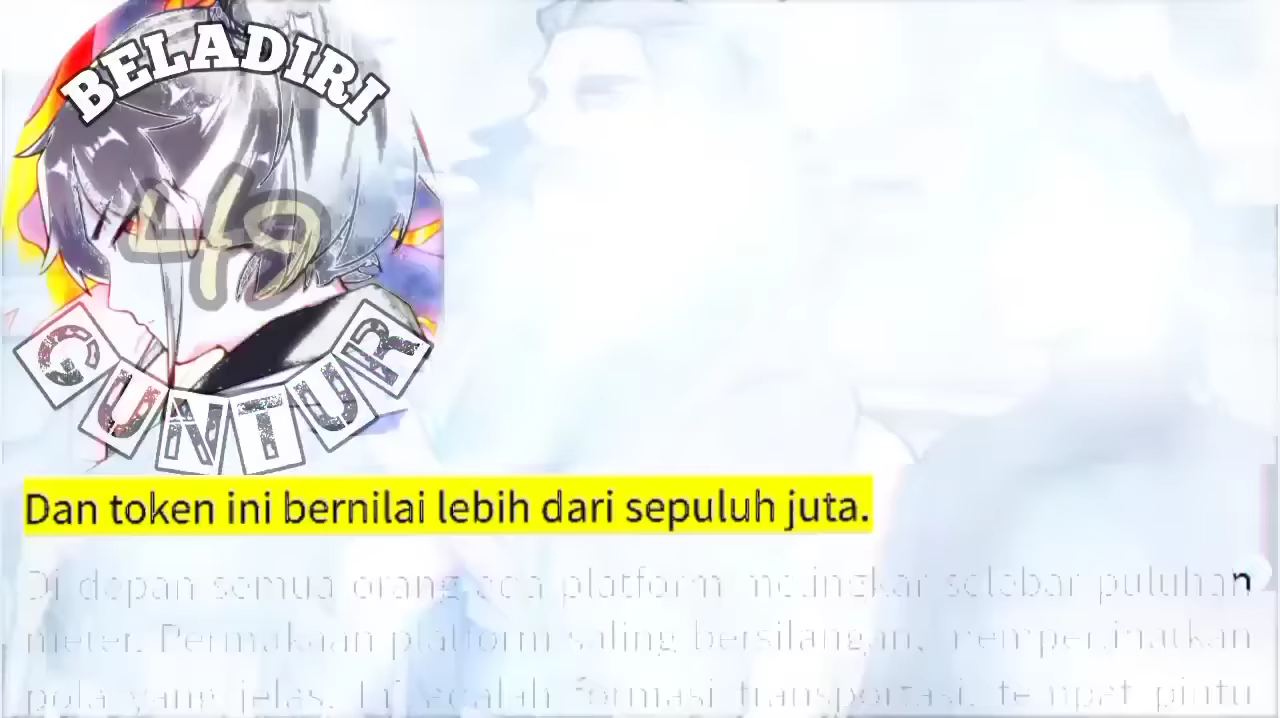 BELADIRI
49
GUNTUR
Dan token ini bernilai lebih dari sepuluh juta.
Di depan semua orang ada platform melingkar selebar puluhan
meter. Permukaan platform saling bersilangan, memperlihatkan
pola yang jelas. Ini adalah formasi transportasi, tempat pintu